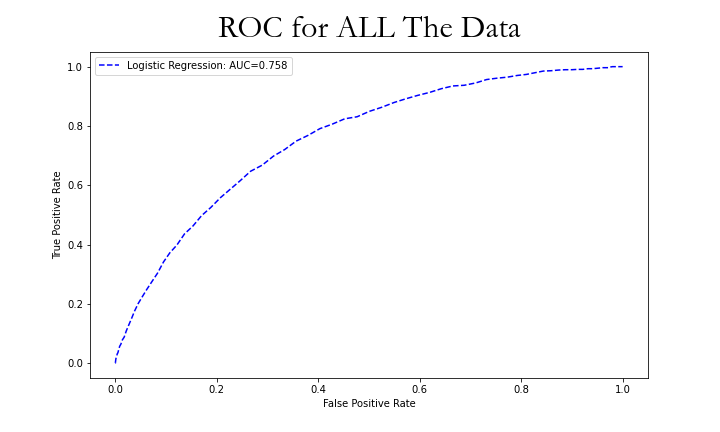 ROC for ALL The Data
Logistic Regression: AUC=0.758
True Positive Rate
1.0
0.8
0.6
0.4
0.2
0.0
0.0 0.2 0.4 0.6 0.8 1.0
False Positive Rate